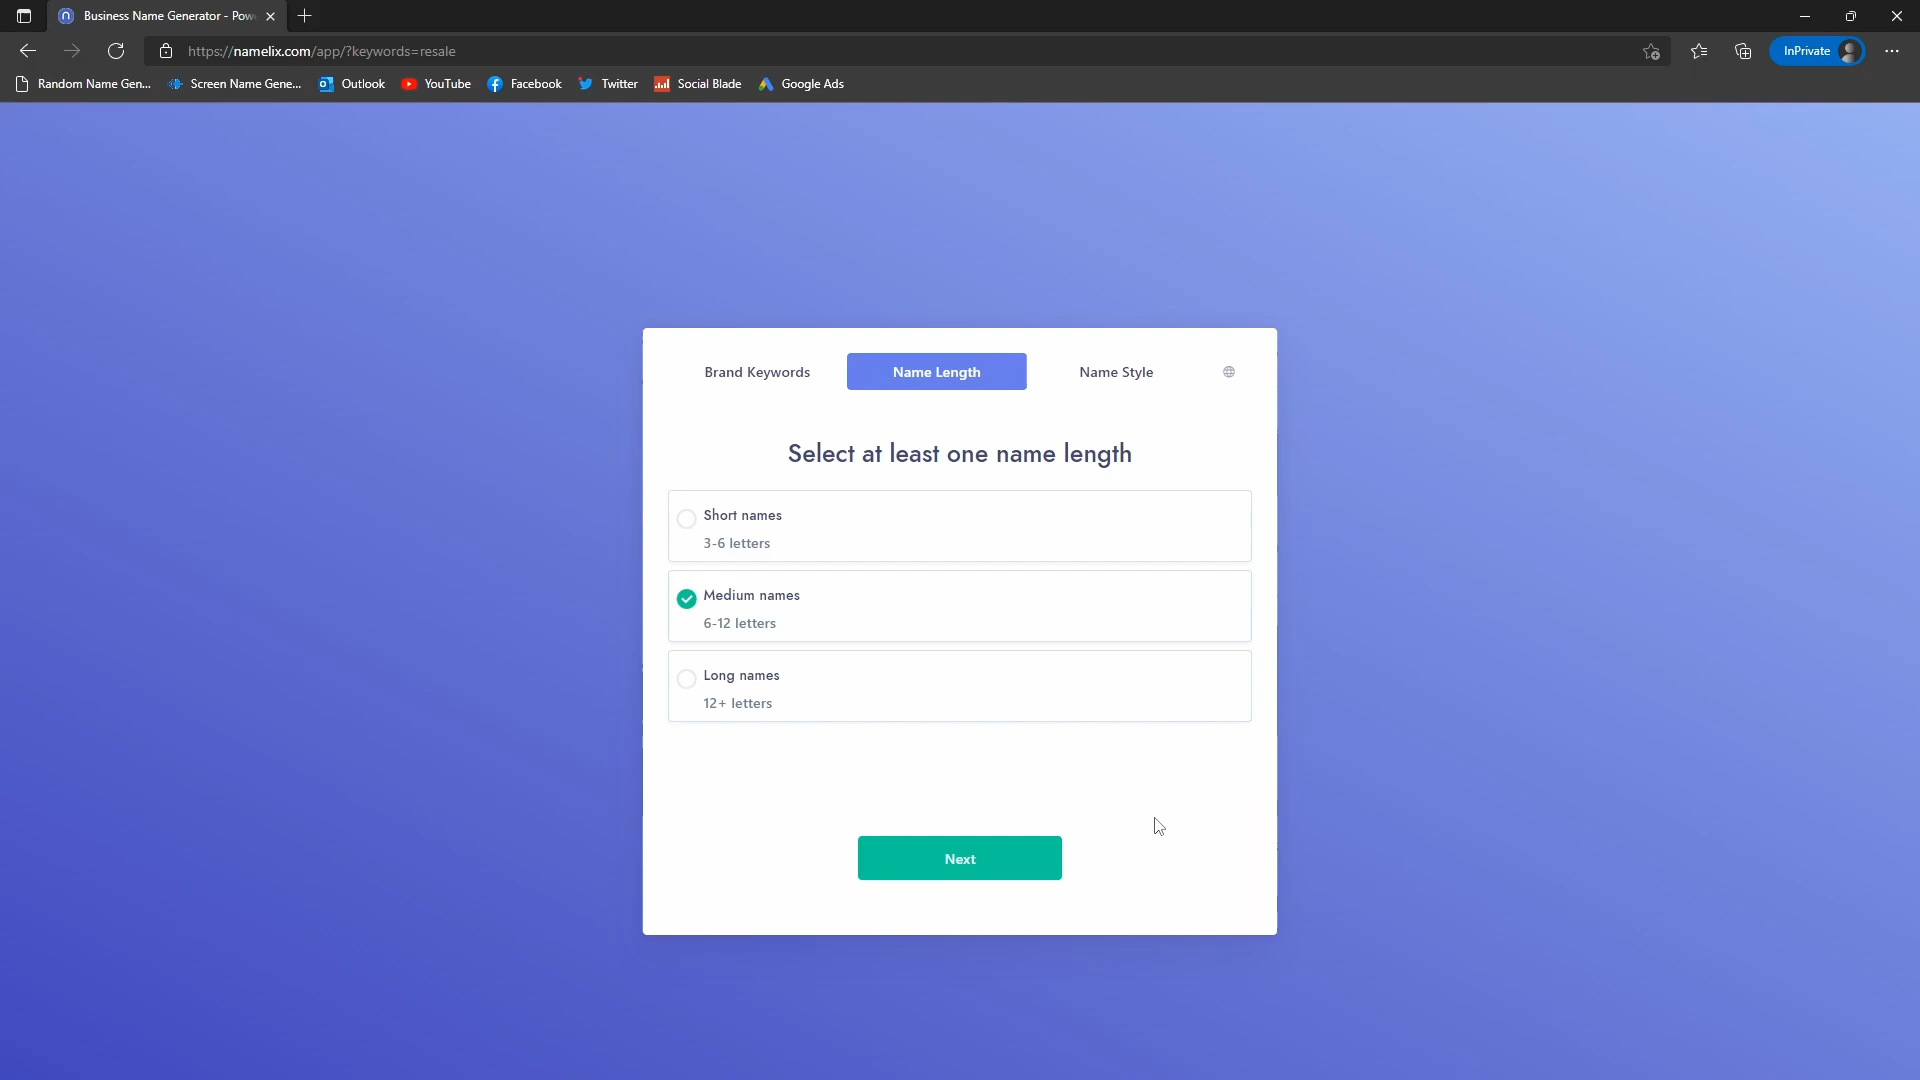 Business Name Generator - Pow
https://namelix.com/app/?keywords=resale
InPrivate
Random Name Gen...
Screen Name Gene...
Outlook
YouTube
Facebook
Twitter
Social Blade
Google Ads
Brand Keywords
Name Length
Name Style
Select at least one name length
Short names
3-6 letters
Medium names
6-12 letters
Long names
12+ letters
Next